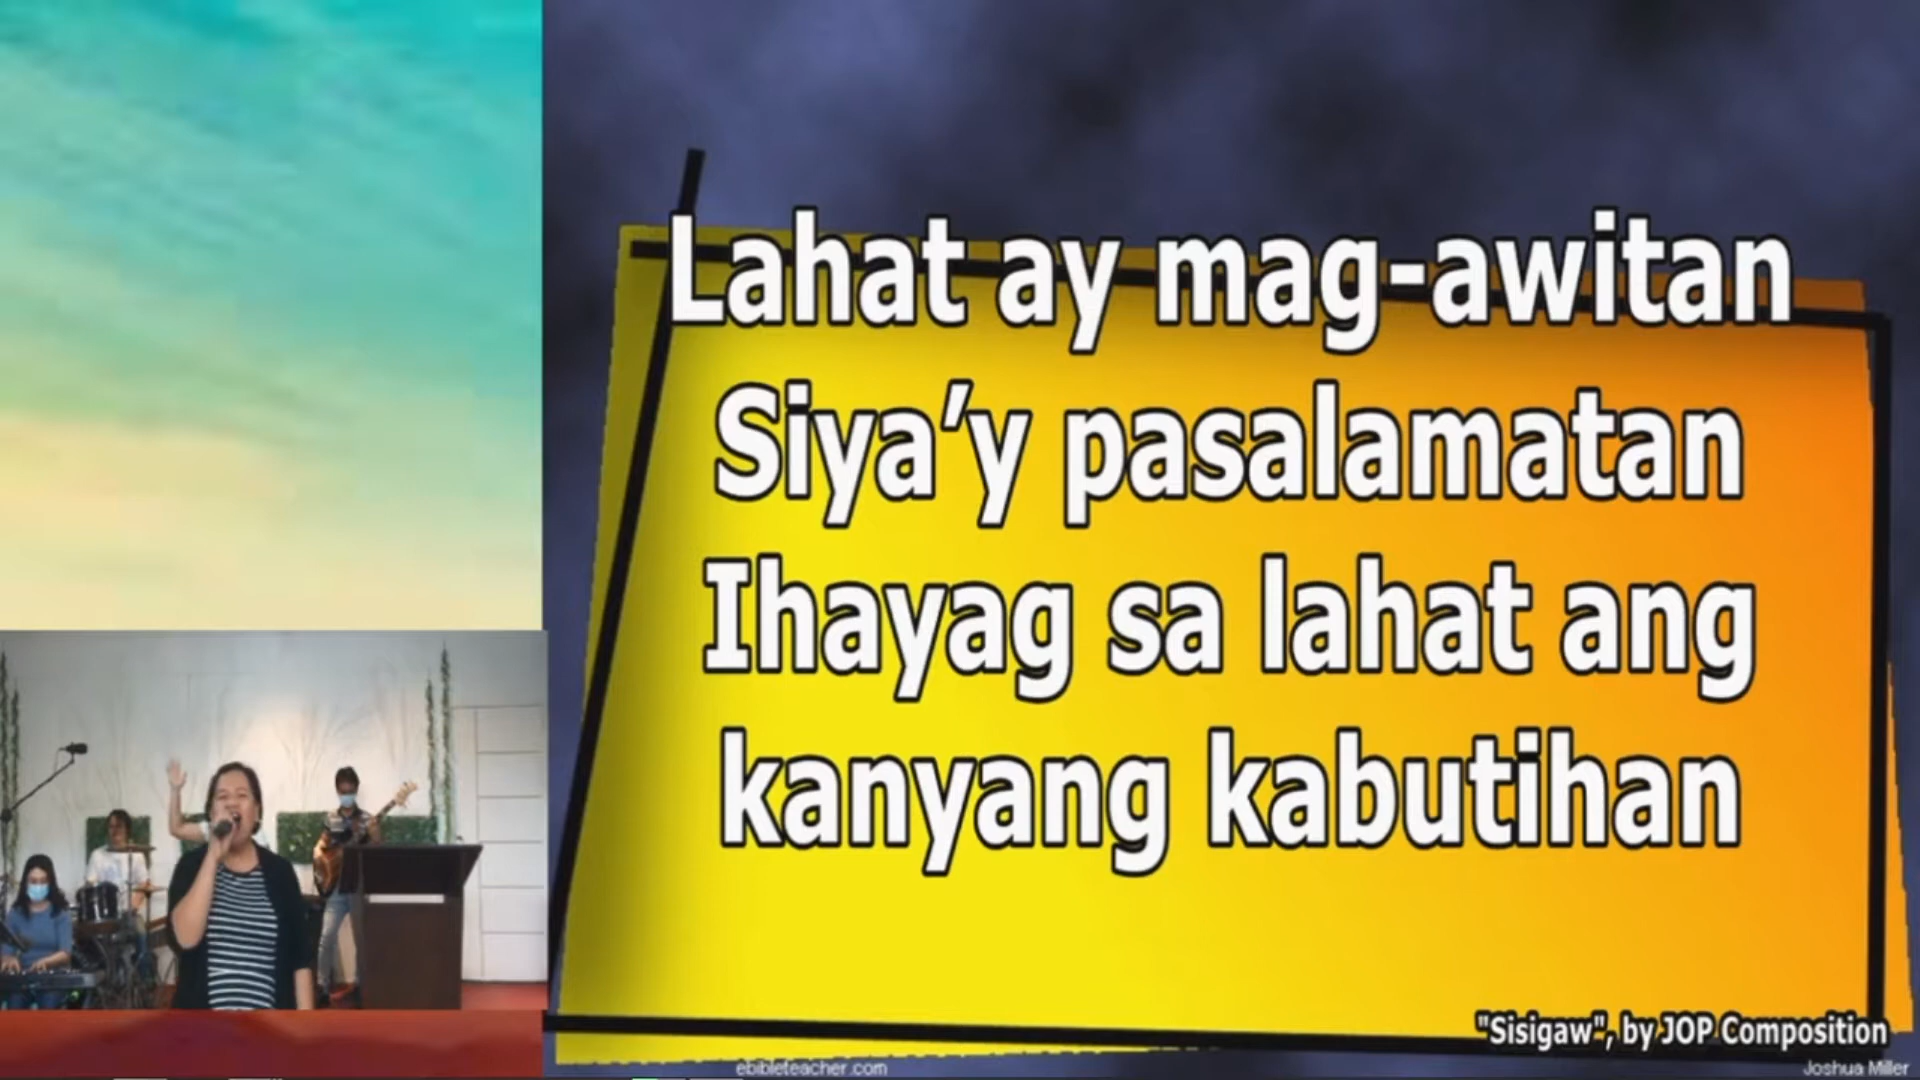 Lahat ay mag-awitan
Siya’y pasalamatan
Ihayag sa lahat ang
kanyang kabutihan
"Sisigaw", by JOP Composition
ebibleteacher.com
Joshua Miller